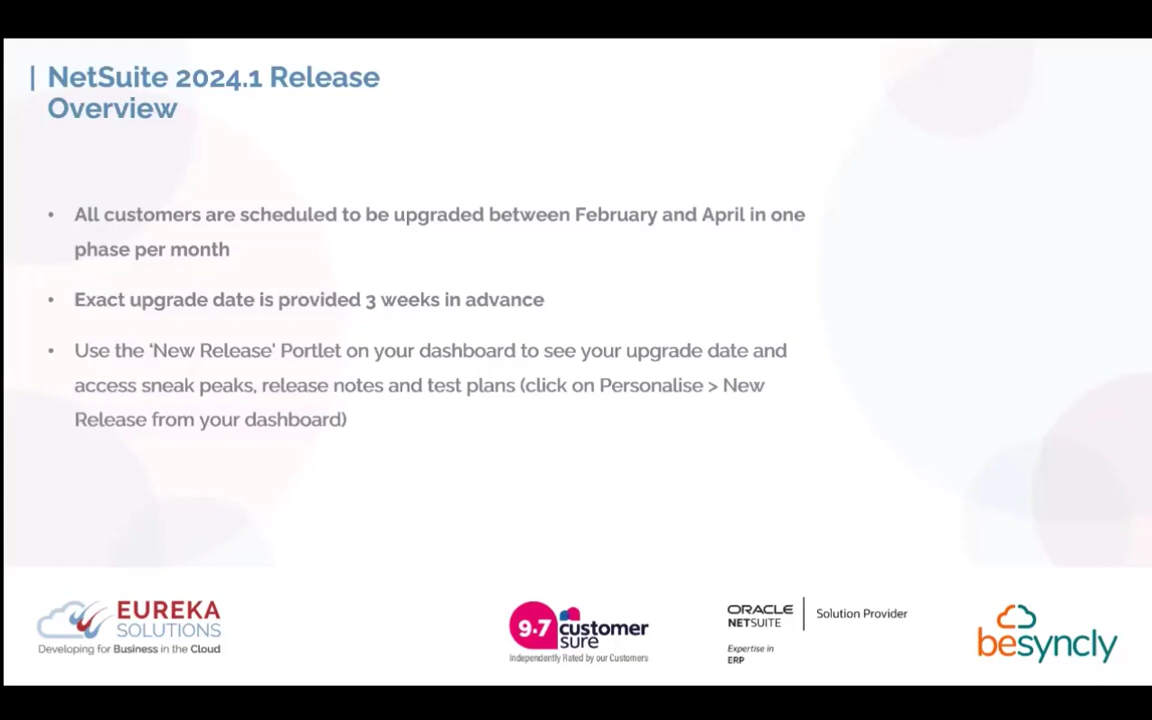 | NetSuite 2024.1 Release
Overview
• All customers are scheduled to be upgraded between February and April in one
phase per month
• Exact upgrade date is provided 3 weeks in advance
• Use the ‘New Release’ Portlet on your dashboard to see your upgrade date and
access sneak peaks, release notes and test plans (click on Personalise > New
Release from your dashboard)
EUREKA
SOLUTIONS
Developing for Business in the Cloud
9.7 customer
sure
Independently Rated by our Customers
ORACLE
NETSUITE
Solution Provider
Expertise in
ERP
besyncly